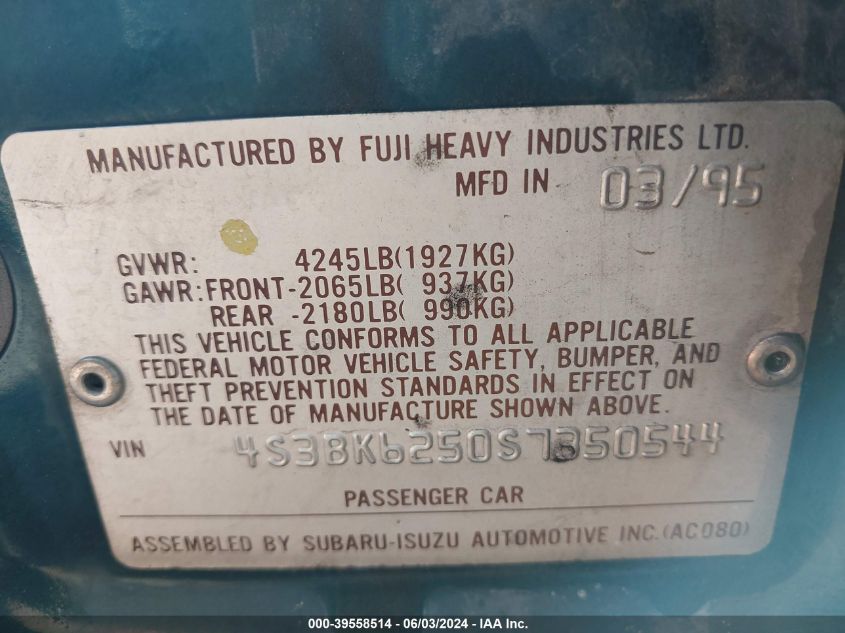 MANUFACTURED BY FUJI HEAVY INDUSTRIES LTD.
MFD IN 03/95
GVWR: 4245LB(1927KG)
GAWR:FRONT-2065LB( 937KG)
REAR -2180LB( 990KG)
THIS VEHICLE CONFORMS TO ALL APPLICABLE
FEDERAL MOTOR VEHICLE SAFETY, BUMPER, AND
THEFT PREVENTION STANDARDS IN EFFECT ON
THE DATE OF MANUFACTURE SHOWN ABOVE.
VIN 4S3BK6250S7350544
PASSENGER CAR
ASSEMBLED BY SUBARU-ISUZU AUTOMOTIVE INC.(AC080)
000-39558514 | 06/03/2024 | IAA Inc.